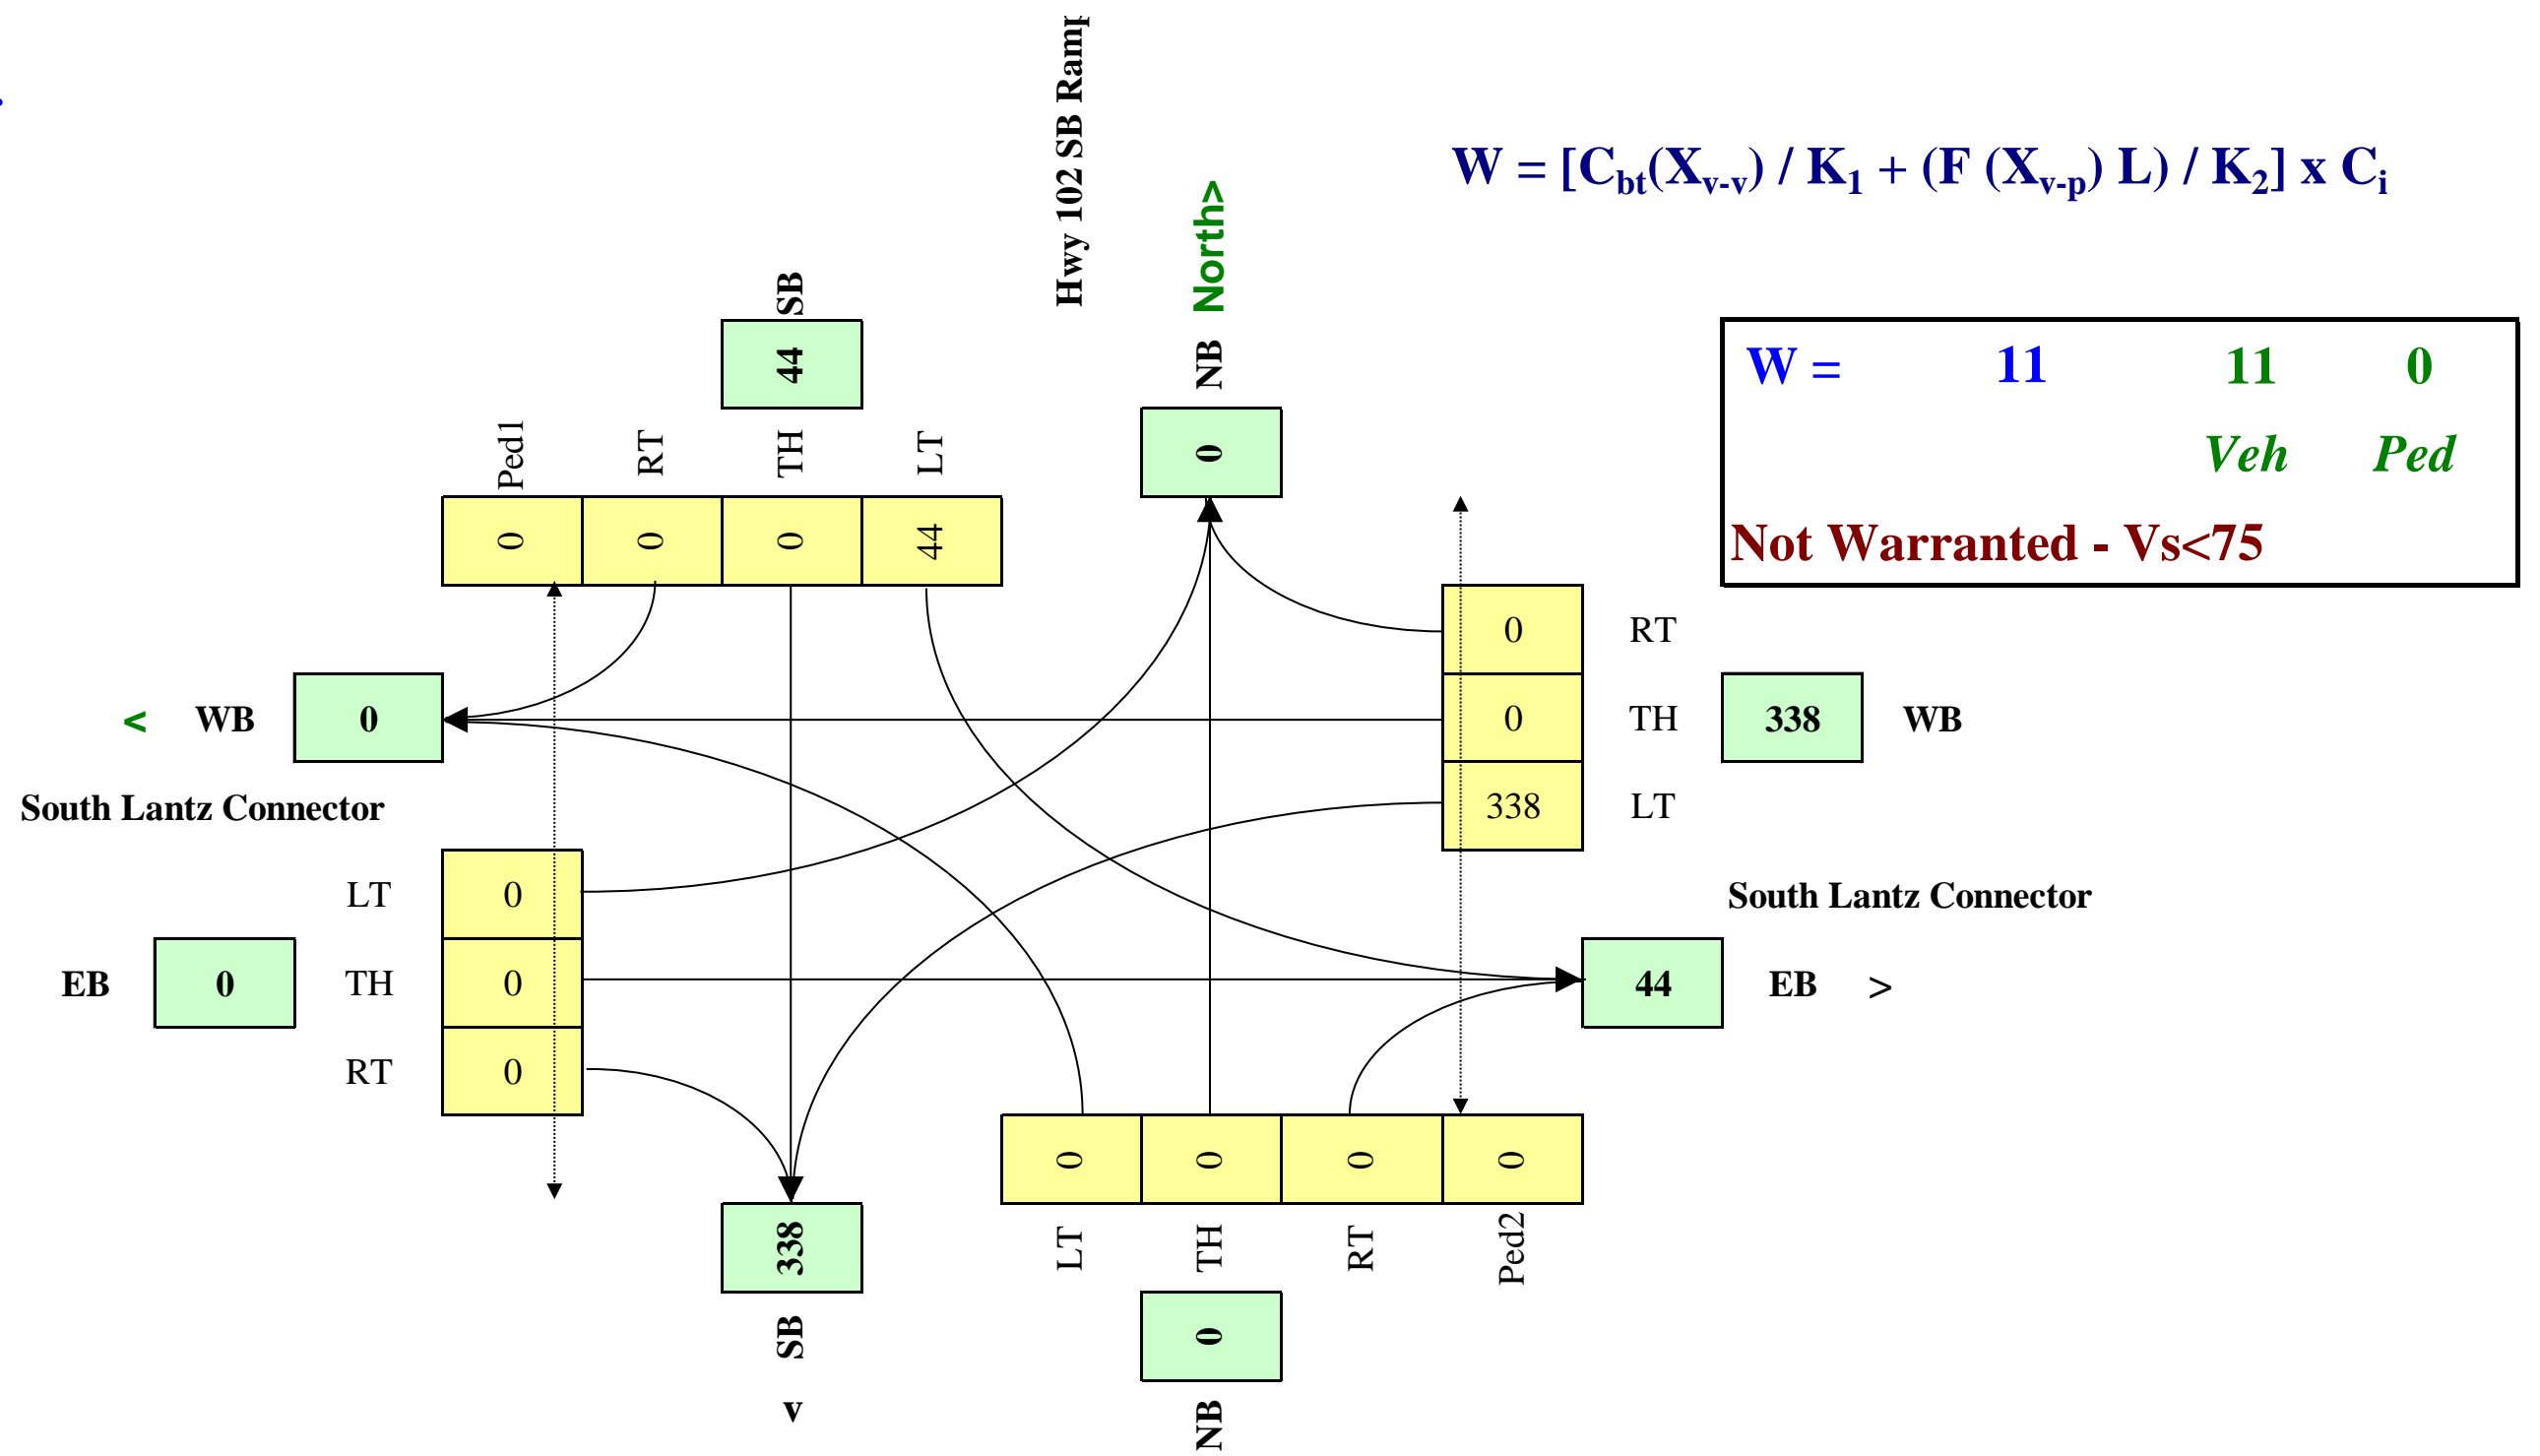 Hwy 102 SB Ramp
W = [Cbt(Xv-v) / K1 + (F (Xv-p) L) / K2] x Ci
North>
SB
NB
44
W = 11 11 0
Veh Ped
Not Warranted - Vs<75
Ped1 RT TH LT
0
0 0 0 44
0 RT
< WB 0
0 TH 338 WB
South Lantz Connector
338 LT
LT 0
South Lantz Connector
EB 0 TH 0
44 EB >
RT 0
0 0 0 0
338
LT TH RT Ped2
SB
0
v
NB